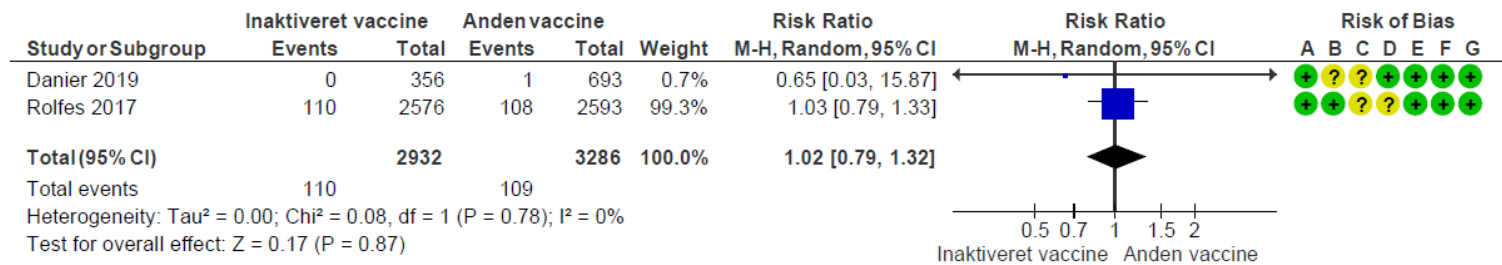 Inaktiveret vaccine Anden vaccine Risk Ratio Risk Ratio Risk of Bias
Study or Subgroup Events Total Events Total Weight M-H, Random, 95% CI M-H, Random, 95% CI A B C D E F G
Danier 2019 0 356 1 693 0.7% 0.65 [0.03, 15.87] + ? ? + + + +
Rolfes 2017 110 2576 108 2593 99.3% 1.03 [0.79, 1.33] + + ? ? + + +
Total (95% CI) 2932 3286 100.0% 1.02 [0.79, 1.32]
Total events 110 109
Heterogeneity: Tau² = 0.00; Chi² = 0.08, df = 1 (P = 0.78); I² = 0%
Test for overall effect: Z = 0.17 (P = 0.87)
0.5 0.7 1 1.5 2
Inaktiveret vaccine Anden vaccine